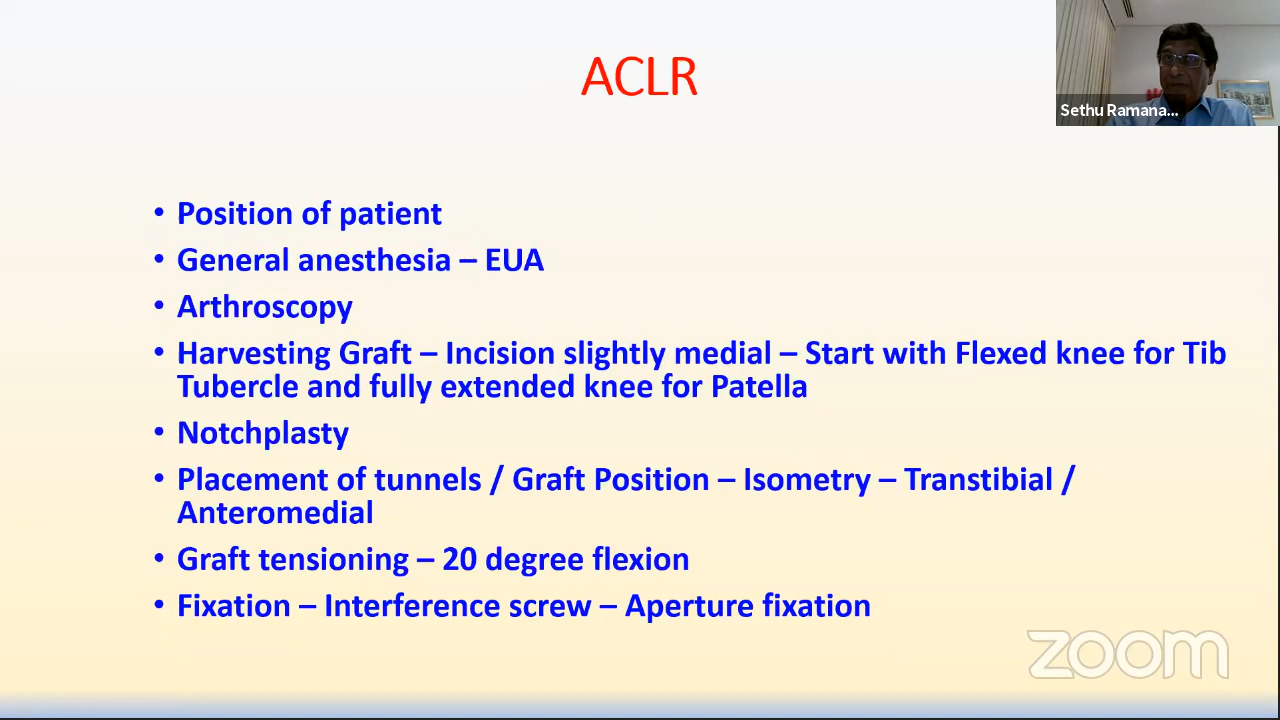 ACLR
Sethu Ramana...
• Position of patient
• General anesthesia – EUA
• Arthroscopy
• Harvesting Graft – Incision slightly medial – Start with Flexed knee for Tib
Tubercle and fully extended knee for Patella
• Notchplasty
• Placement of tunnels / Graft Position – Isometry – Transtibial /
Anteromedial
• Graft tensioning – 20 degree flexion
• Fixation – Interference screw – Aperture fixation
zoom